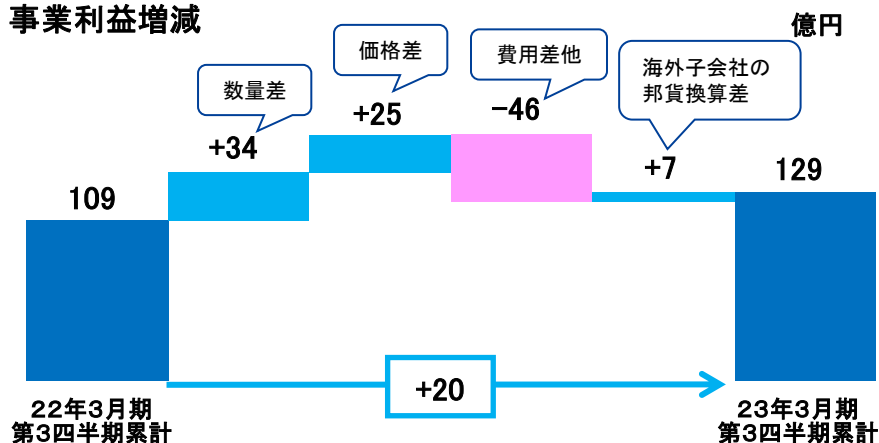 事業利益増減
億円
数量差
価格差
費用差他
海外子会社の
邦貨換算差
109
+34
+25
−46
+7
129
+20
22年3月期
第3四半期累計
23年3月期
第3四半期累計